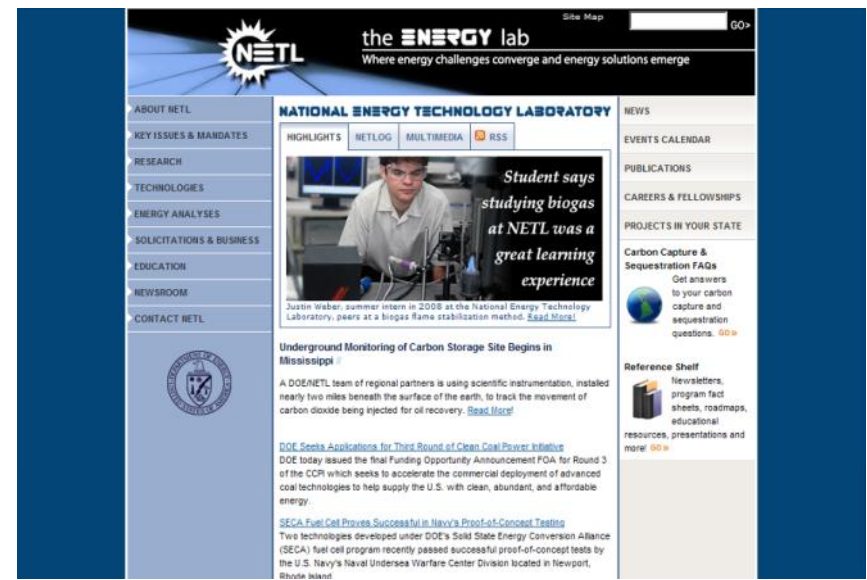 Site Map
GO>
NETL
the ENERGY lab
Where energy challenges converge and energy solutions emerge
ABOUT NETL
KEY ISSUES & MANDATES
RESEARCH
TECHNOLOGIES
ENERGY ANALYSES
SOLICITATIONS & BUSINESS
EDUCATION
NEWSROOM
CONTACT NETL
NATIONAL ENERGY TECHNOLOGY LABORATORY
HIGHLIGHTS NETLOG MULTIMEDIA RSS
Student says
studying biogas
at NETL was a
great learning
experience
Justin Weber, summer intern in 2008 at the National Energy Technology
Laboratory, peers at a biogas flame stabilization method. Read More!
Underground Monitoring of Carbon Storage Site Begins in
Mississippi
A DOE/NETL team of regional partners is using scientific instrumentation, installed
nearly two miles beneath the surface of the earth, to track the movement of
carbon dioxide being injected for oil recovery. Read More!
DOE Seeks Applications for Third Round of Clean Coal Power Initiative
DOE today issued the final Funding Opportunity Announcement FOA for Round 3
of the CCPI which seeks to accelerate the commercial deployment of advanced
coal technologies to help supply the U.S. with clean, abundant, and affordable
energy.
SECA Fuel Cell Proves Successful in Navy's Proof-of-Concept Testing
Two technologies developed under DOE's Solid State Energy Conversion Alliance
(SECA) fuel cell program recently passed successful proof-of-concept tests by
the U.S. Navy's Naval Undersea Warfare Center Division located in Newport,
Rhode Island.
NEWS
EVENTS CALENDAR
PUBLICATIONS
CAREERS & FELLOWSHIPS
PROJECTS IN YOUR STATE
Carbon Capture &
Sequestration FAQs
Get answers
to your carbon
capture and
sequestration
questions. GO»
Reference Shelf
Newsletters,
program fact
sheets, roadmaps,
educational
resources, presentations and
more! GO»